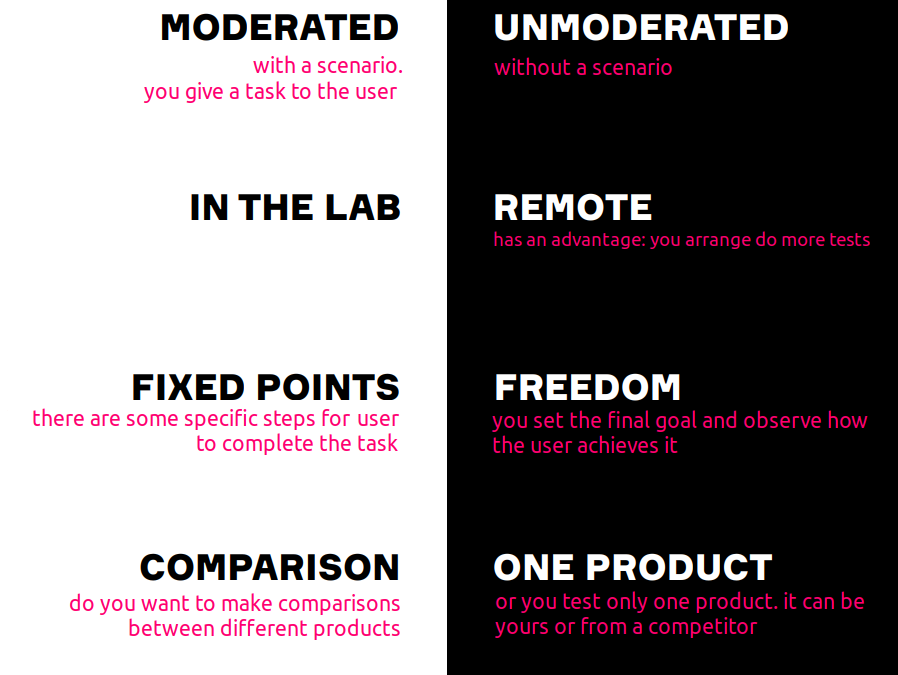 MODERATED
with a scenario.
you give a task to the user
UNMODERATED
without a scenario
IN THE LAB
REMOTE
has an advantage: you arrange do more tests
FIXED POINTS
there are some specific steps for user
to complete the task
FREEDOM
you set the final goal and observe how
the user achieves it
COMPARISON
do you want to make comparisons
between different products
ONE PRODUCT
or you test only one product. it can be
yours or from a competitor